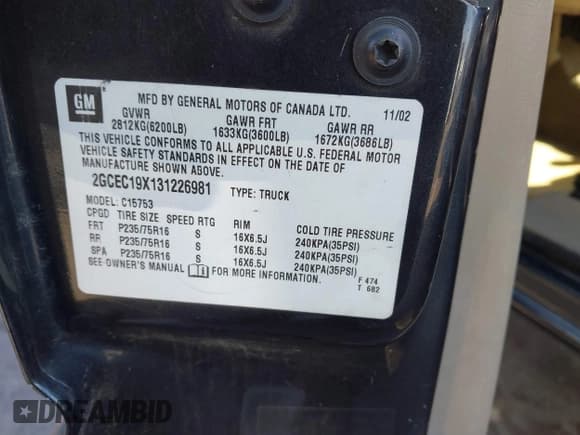 GM
MFD BY GENERAL MOTORS OF CANADA LTD. 11/02
GVWR GAWR FRT GAWR RR
2812KG(6200LB) 1633KG(3600LB) 1672KG(3686LB)
THIS VEHICLE CONFORMS TO ALL APPLICABLE U.S. FEDERAL MOTOR
VEHICLE SAFETY STANDARDS IN EFFECT ON THE DATE OF
MANUFACTURE SHOWN ABOVE.
2GCEC19X131226981 TYPE: TRUCK
MODEL: C15753
CPGD TIRE SIZE SPEED RTG RIM COLD TIRE PRESSURE
FRT P235/75R16 S 16X6.5J 240KPA(35PSI)
RR P235/75R16 S 16X6.5J 240KPA(35PSI)
SPA P235/75R16 S 16X6.5J 240KPA(35PSI)
SEE OWNER'S MANUAL FOR MORE INFORMATION.
F 474
T 682
DREAMBID